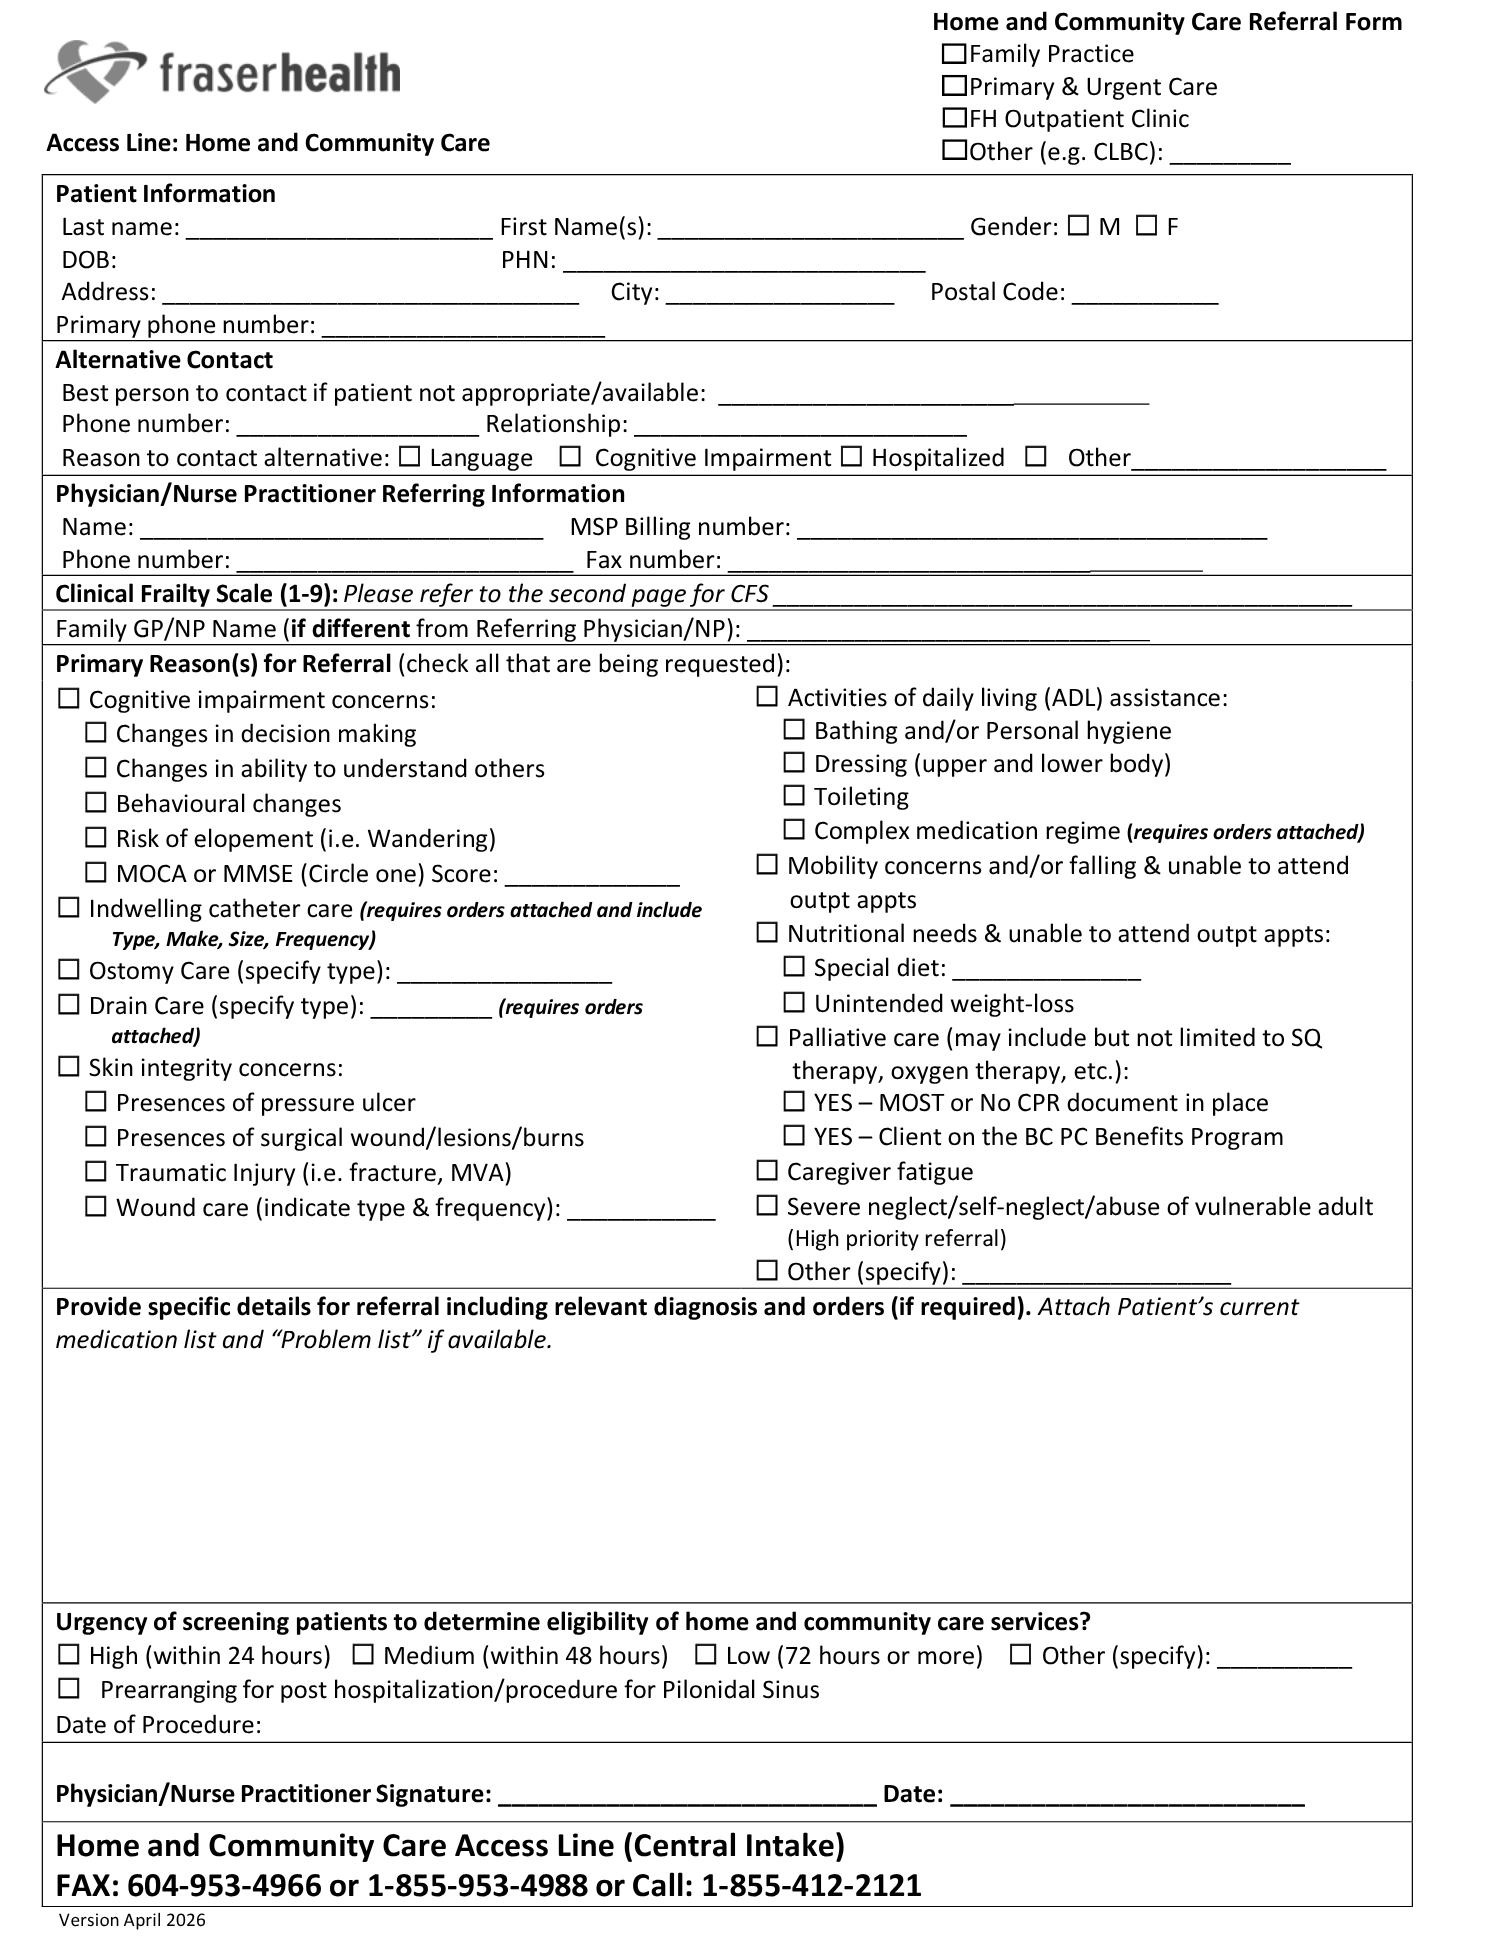 Home and Community Care Referral Form
fraserhealth
☐Family Practice
☐Primary & Urgent Care
☐FH Outpatient Clinic
Access Line: Home and Community Care
☐Other (e.g. CLBC): _________
Patient Information
Last name: _______________________ First Name(s): _______________________ Gender: ☐ M ☐ F
DOB: PHN: ___________________________
Address: _______________________________ City: _________________ Postal Code: ___________
Primary phone number: _____________________
Alternative Contact
Best person to contact if patient not appropriate/available: ________________________________
Phone number: __________________ Relationship: _________________________
Reason to contact alternative: ☐ Language ☐ Cognitive Impairment ☐ Hospitalized ☐ Other___________________
Physician/Nurse Practitioner Referring Information
Name: ______________________________ MSP Billing number: ___________________________________
Phone number: _________________________ Fax number: ___________________________________
Clinical Frailty Scale (1-9): Please refer to the second page for CFS ___________________________________________
Family GP/NP Name (if different from Referring Physician/NP): ______________________________
Primary Reason(s) for Referral (check all that are being requested):
☐ Cognitive impairment concerns:
☐ Changes in decision making
☐ Changes in ability to understand others
☐ Behavioural changes
☐ Risk of elopement (i.e. Wandering)
☐ MOCA or MMSE (Circle one) Score: _____________
☐ Indwelling catheter care (requires orders attached and include
Type, Make, Size, Frequency)
☐ Ostomy Care (specify type): ________________
☐ Drain Care (specify type): _________ (requires orders
attached)
☐ Skin integrity concerns:
☐ Presences of pressure ulcer
☐ Presences of surgical wound/lesions/burns
☐ Traumatic Injury (i.e. fracture, MVA)
☐ Wound care (indicate type & frequency): ___________
☐ Activities of daily living (ADL) assistance:
☐ Bathing and/or Personal hygiene
☐ Dressing (upper and lower body)
☐ Toileting
☐ Complex medication regime (requires orders attached)
☐ Mobility concerns and/or falling & unable to attend
outpt appts
☐ Nutritional needs & unable to attend outpt appts:
☐ Special diet: ______________
☐ Unintended weight-loss
☐ Palliative care (may include but not limited to SQ
therapy, oxygen therapy, etc.):
☐ YES – MOST or No CPR document in place
☐ YES – Client on the BC PC Benefits Program
☐ Caregiver fatigue
☐ Severe neglect/self-neglect/abuse of vulnerable adult
(High priority referral)
☐ Other (specify): ____________________
Provide specific details for referral including relevant diagnosis and orders (if required). Attach Patient’s current
medication list and “Problem list” if available.
Urgency of screening patients to determine eligibility of home and community care services?
☐ High (within 24 hours) ☐ Medium (within 48 hours) ☐ Low (72 hours or more) ☐ Other (specify): __________
☐ Prearranging for post hospitalization/procedure for Pilonidal Sinus
Date of Procedure:
Physician/Nurse Practitioner Signature: ____________________________ Date: __________________________
Home and Community Care Access Line (Central Intake)
FAX: 604-953-4966 or 1-855-953-4988 or Call: 1-855-412-2121
Version April 2026